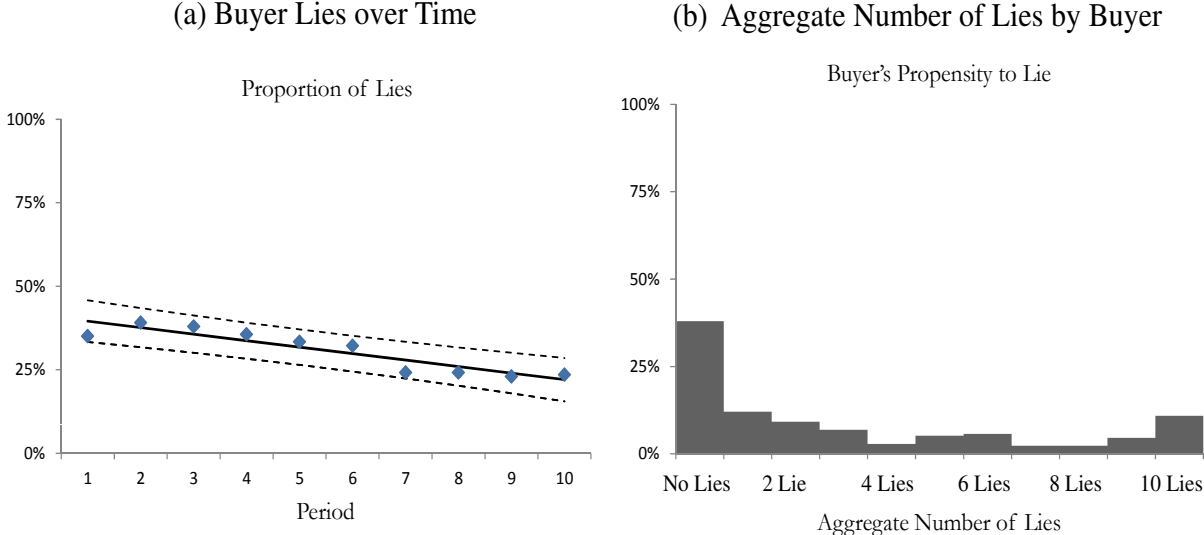 (a) Buyer Lies over Time
Proportion of Lies
100%
75%
50%
25%
0%
1 2 3 4 5 6 7 8 9 10
Period
(b) Aggregate Number of Lies by Buyer
Buyer's Propensity to Lie
100%
75%
50%
25%
0%
No Lies 2 Lie 4 Lies 6 Lies 8 Lies 10 Lies
Aggregate Number of Lies